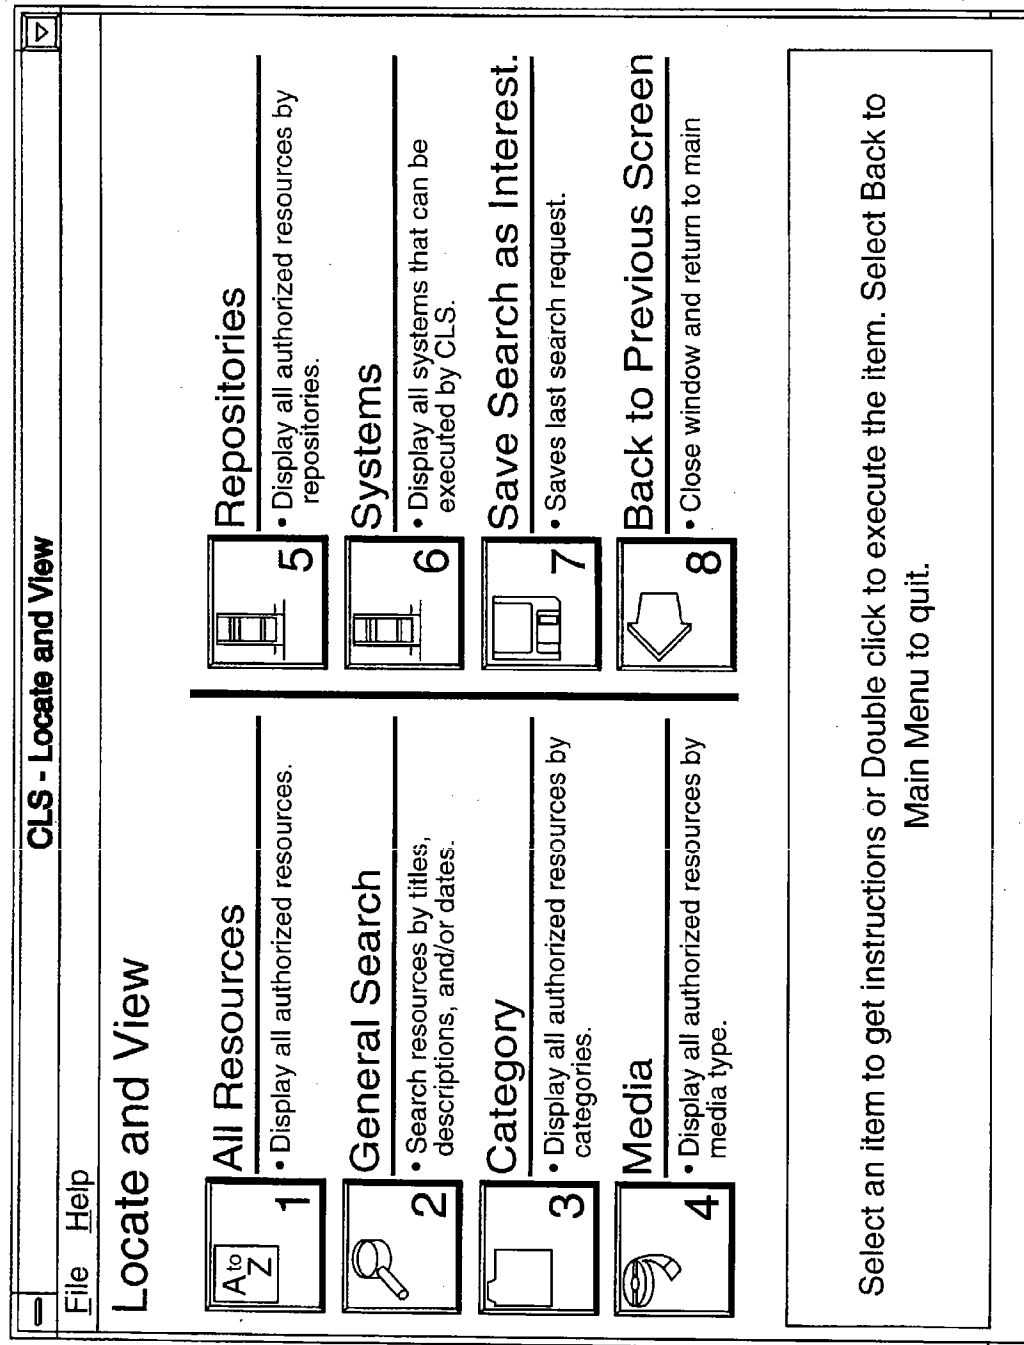 CLS - Locate and View
File Help
Locate and View
A to Z
1
All Resources
• Display all authorized resources.
2
General Search
• Search resources by titles,
descriptions, and/or dates.
3
Category
• Display all authorized resources by
categories.
4
Media
• Display all authorized resources by
media type.
5
Repositories
• Display all authorized resources by
repositories.
6
Systems
• Display all systems that can be
executed by CLS.
7
Save Search as Interest.
• Saves last search request.
8
Back to Previous Screen
• Close window and return to main
Select an item to get instructions or Double click to execute the item. Select Back to
Main Menu to quit.